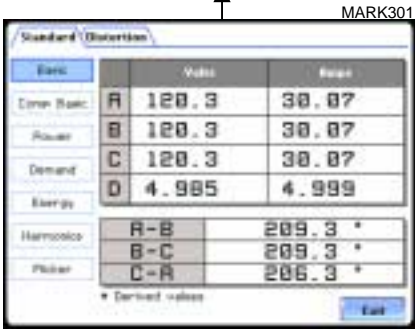 MARK301
Standard Distortion
Basic
Volts Amps
Comm Basic
A 120.3 30.07
B 120.3 30.07
Power
C 120.3 30.07
Demand
D 4.985 4.999
Energy
Harmonics
A-B 209.3 *
B-C 209.3 *
Flicker
C-A 206.3 *
* Derived values
Exit